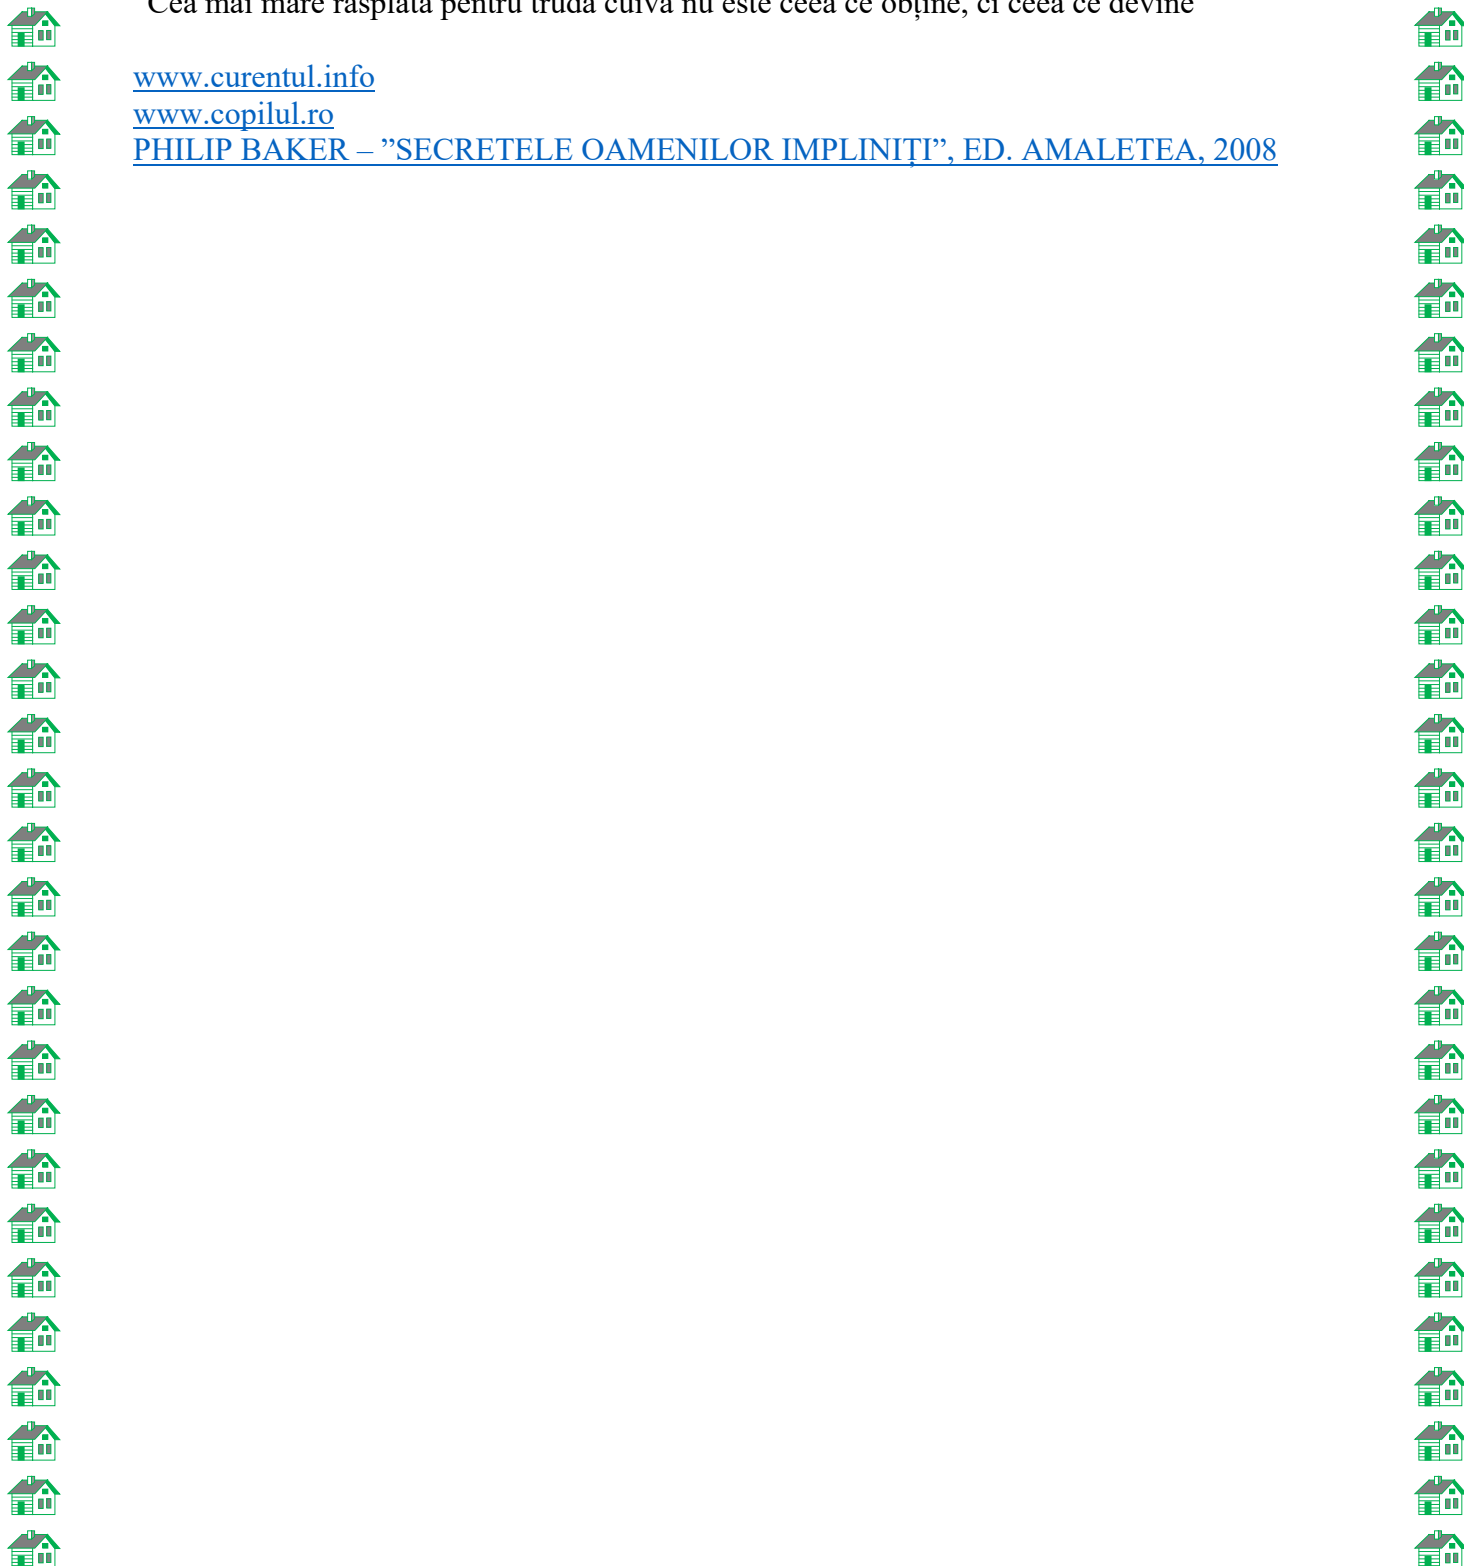 Cea mai mare răsplată pentru truda cuiva nu este ceea ce obține, ci ceea ce devine
www.curentul.info
www.copilul.ro
PHILIP BAKER – ”SECRETELE OAMENILOR IMPLINIȚI”, ED. AMALETEA, 2008